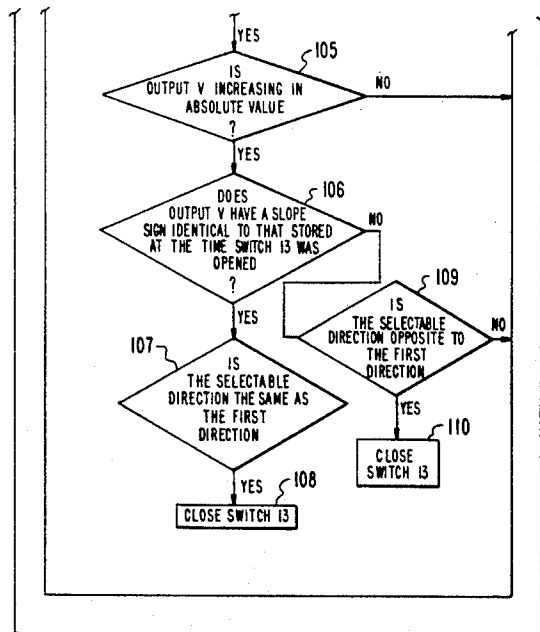 YES
105
IS
OUTPUT V INCREASING IN
ABSOLUTE VALUE
?
NO
YES
106
DOES
OUTPUT V HAVE A SLOPE
SIGN IDENTICAL TO THAT STORED
AT THE TIME SWITCH 13 WAS
OPENED
?
NO
YES
109
IS
THE SELECTABLE
DIRECTION OPPOSITE TO
THE FIRST
DIRECTION
NO
YES
110
CLOSE
SWITCH 13
107
IS
THE SELECTABLE
DIRECTION THE SAME AS
THE FIRST
DIRECTION
YES
108
CLOSE SWITCH 13